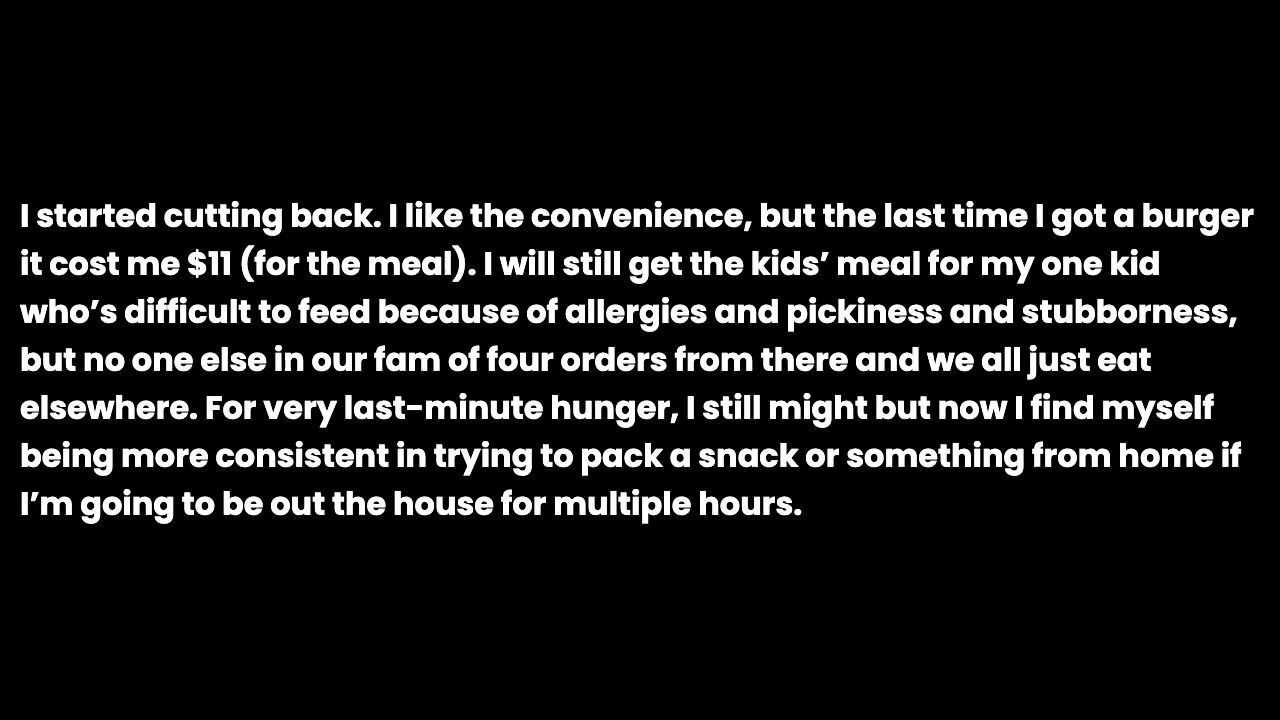 I started cutting back. I like the convenience, but the last time I got a burger
it cost me $11 (for the meal). I will still get the kids’ meal for my one kid
who’s difficult to feed because of allergies and pickiness and stubborness,
but no one else in our fam of four orders from there and we all just eat
elsewhere. For very last-minute hunger, I still might but now I find myself
being more consistent in trying to pack a snack or something from home if
I’m going to be out the house for multiple hours.